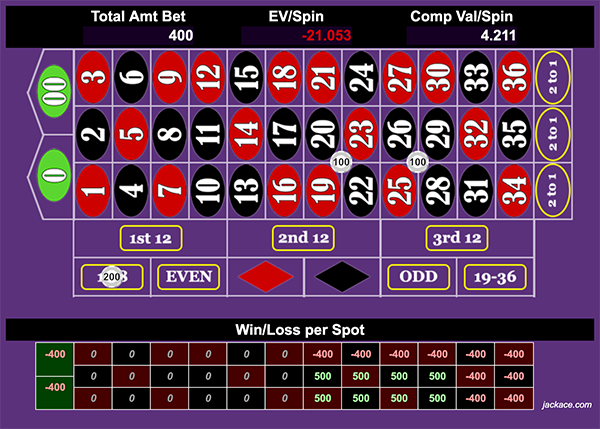 Total Amt Bet EV/Spin Comp Val/Spin
400 -21.053 4.211
00 3 6 9 12 15 18 21 24 27 30 33 36 2 to 1
2 5 8 11 14 17 20 23 26 29 32 35 2 to 1
100 100
0 1 4 7 10 13 16 19 22 25 28 31 34 2 to 1
1st 12 2nd 12 3rd 12
200 EVEN ODD 19-36
Win/Loss per Spot
-400 0 0 0 0 0 0 -400 -400 -400 -400 -400 -400
0 0 0 0 0 0 500 500 500 500 -400 -400
-400 0 0 0 0 0 0 500 500 500 500 -400 -400
jackace.com